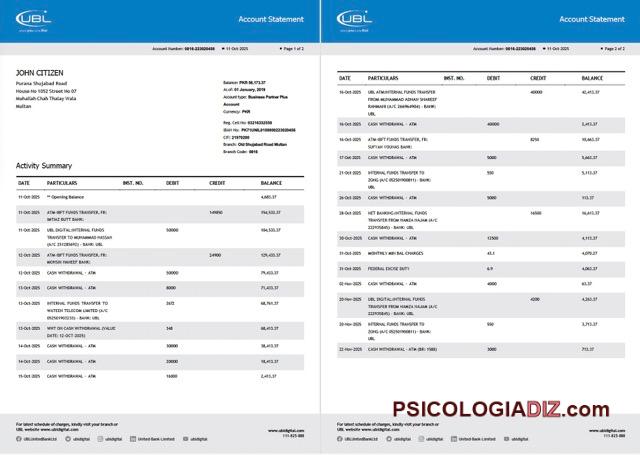 UBL
where you come first
Account Statement
Account Number: 0816-223020456 • 11-Oct 2025 • Page 1 of 2
JOHN CITIZEN
Purana Shujabad Road
House No 1052 Street No 07
Mohallah Chah Thalay Wala
Multan
Balance: PKR 56,173.37
As of: 01 January, 2019
Account type: Business Partner Plus
Account
Currency: PKR
Reg. Cell No: 03216332558
CIF: 21970200
Branch: Old Shujabad Road Multan
Branch Code: 0816
Activity Summary
DATE PARTICULARS INST. NO. DEBIT CREDIT BALANCE
11-Oct 2025 ** Opening Balance 4,683.37
11-Oct 2025 ATM-IBFT FUNDS TRANSFER, FR: 149850 154,533.37
IMTIAZ BUTT BANK:
11-Oct 2025 UBL DIGITAL:INTERNAL FUNDS 50000 104,533.37
TRANSFER TO MUHAMMAD HASSAN
(A/C 251285692) - BANK: UBL
12-Oct 2025 ATM-IBFT FUNDS TRANSFER, FR: 24900 129,433.37
MOHSIN HANEEF BANK:
12-Oct 2025 CASH WITHDRAWAL - ATM 50000 79,433.37
13-Oct 2025 CASH WITHDRAWAL - ATM 8000 71,433.37
13-Oct 2025 INTERNAL FUNDS TRANSFER TO 2672 68,761.37
WATEEN TELECOM LIMITED (A/C
BANK: UBL
13-Oct 2025 WHT ON CASH WITHDRAWAL (VALUE 348 68,413.37
DATE: 12-OCT-2025)
14-Oct 2025 CASH WITHDRAWAL - ATM 30000 38,413.37
14-Oct 2025 CASH WITHDRAWAL - ATM 20000 18,413.37
15-Oct 2025 CASH WITHDRAWAL - ATM 16000 2,413.37
For latest schedule of charges, kindly visit your branch or
UBL website www.ubldigital.com
UBLUnitedBankLtd ubldigital ubldigital United-Bank-Limited ubldigital
www.ubldigital.com
111-825-888
UBL
where you come first
Account Statement
Account Number: 0816-223020456 • 11-Oct 2025 • Page 2 of 2
DATE PARTICULARS INST. NO. DEBIT CREDIT BALANCE
16-Oct 2025 UBL ATM:INTERNAL FUNDS TRANSFER 40000 42,413.37
FROM MUHAMMAD AZHAH SHAREEF
RAHMANI (A/C 266964904) - BANK:
UBL
16-Oct 2025 CASH WITHDRAWAL - ATM 40000 2,413.37
16-Oct 2025 ATM-IBFT FUNDS TRANSFER, FR: 8250 10,663.37
SUFYAN YOUNAS BANK:
17-Oct 2025 CASH WITHDRAWAL - ATM 5000 5,663.37
21-Oct 2025 INTERNAL FUNDS TRANSFER TO 550 5,113.37
ZONG (A/C 052501900811) - BANK:
UBL
26-Oct 2025 CASH WITHDRAWAL - ATM 5000 113.37
28-Oct 2025 NET BANKING:INTERNAL FUNDS 16500 16,613.37
TRANSFER FROM HAMZA NAJAM (A/C
222935845) - BANK: UBL
30-Oct 2025 CASH WITHDRAWAL - ATM 12500 4,113.37
31-Oct 2025 MONTHLY MIN BAL CHARGES 43.1 4,070.27
31-Oct 2025 FEDERAL EXCISE DUTY 6.9 4,063.37
02-Nov 2025 CASH WITHDRAWAL - ATM 4000 63.37
20-Nov 2025 UBL DIGITAL:INTERNAL FUNDS 4200 4,263.37
TRANSFER FROM HAMZA NAJAM (A/C
222935845) - BANK: UBL
20-Nov 2025 INTERNAL FUNDS TRANSFER TO 550 3,713.37
ZONG (A/C 052501900811) - BANK:
UBL
22-Nov 2025 CASH WITHDRAWAL - ATM (BR: 1588) 3000 713.37
PSICOLOGIADIZ.com
For latest schedule of charges, kindly visit your branch or
UBL website www.ubldigital.com
UBLUnitedBankLtd ubldigital ubldigital United-Bank-Limited ubldigital
www.ubldigital.com
111-825-888